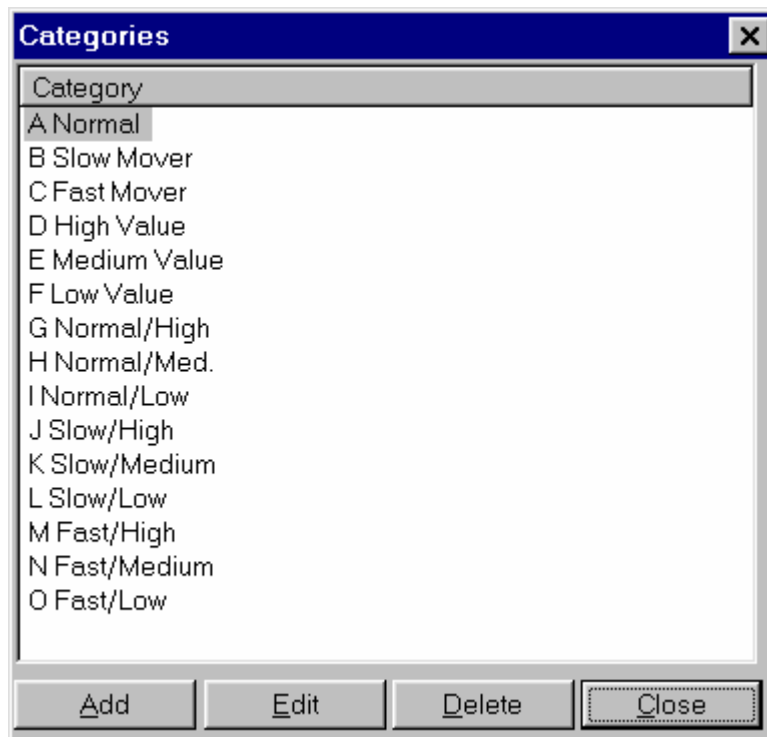 Categories
Category
A Normal
B Slow Mover
C Fast Mover
D High Value
E Medium Value
F Low Value
G Normal/High
H Normal/Med.
I Normal/Low
J Slow/High
K Slow/Medium
L Slow/Low
M Fast/High
N Fast/Medium
O Fast/Low
Add Edit Delete Close